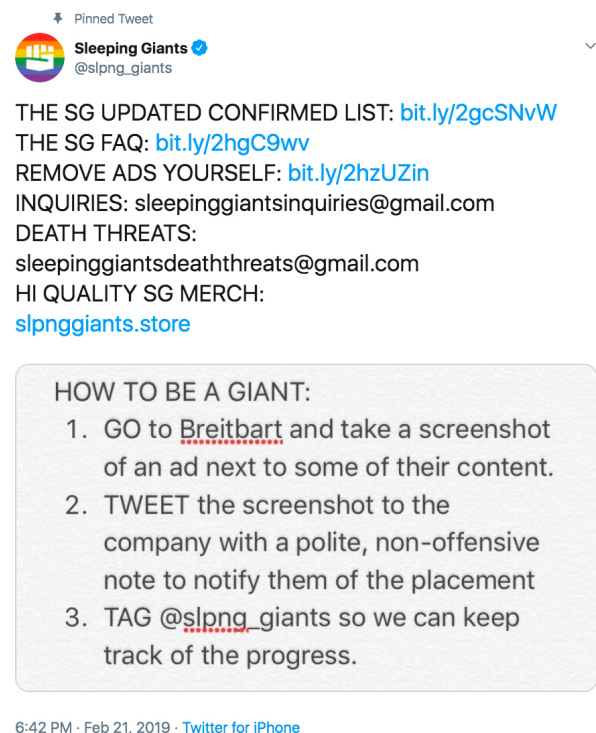 Pinned Tweet
Sleeping Giants
@slpng_giants
THE SG UPDATED CONFIRMED LIST: bit.ly/2gcSNvW
THE SG FAQ: bit.ly/2hgC9wv
REMOVE ADS YOURSELF: bit.ly/2hzUZin
INQUIRIES: sleepinggiantsinquiries@gmail.com
DEATH THREATS:
sleepinggiantsdeaththreats@gmail.com
HI QUALITY SG MERCH:
slpnggiants.store
HOW TO BE A GIANT:
1. GO to Breitbart and take a screenshot
of an ad next to some of their content.
2. TWEET the screenshot to the
company with a polite, non-offensive
note to notify them of the placement
3. TAG @slpng_giants so we can keep
track of the progress.
6:42 PM · Feb 21, 2019 · Twitter for iPhone